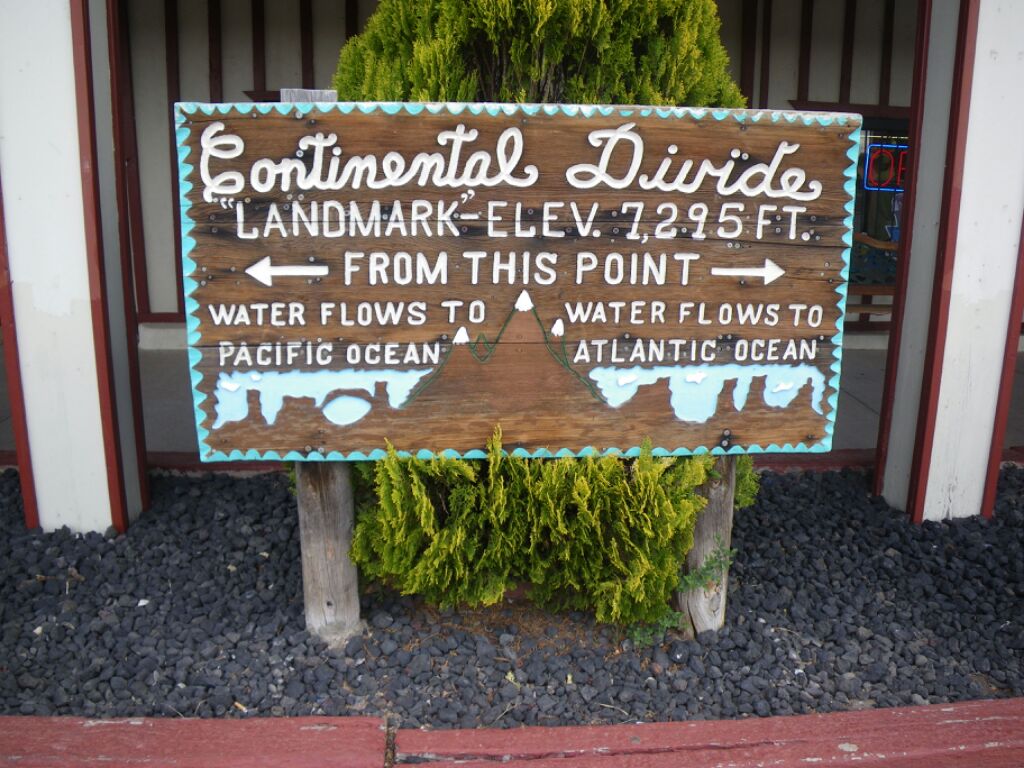 Continental Divide
"LANDMARK"-ELEV. 7,295 FT.
FROM THIS POINT
WATER FLOWS TO
PACIFIC OCEAN
WATER FLOWS TO
ATLANTIC OCEAN